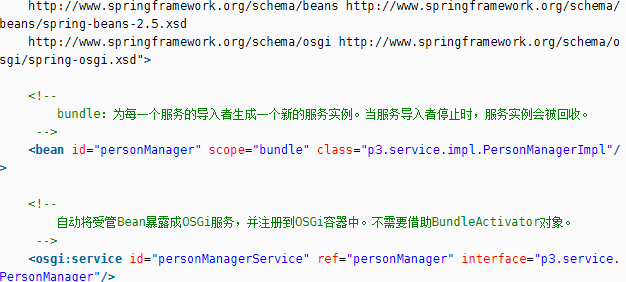 http://www.springframework.org/schema/beans http://www.springframework.org/schema/
beans/spring-beans-2.5.xsd
http://www.springframework.org/schema/osgi http://www.springframework.org/schema/o
sgi/spring-osgi.xsd">
<!--
bundle: 为每一个服务的导入者生成一个新的服务实例。当服务导入者停止时，服务实例会被回收。
-->
<bean id="personManager" scope="bundle" class="p3.service.impl.PersonManagerImpl"/
>
<!--
自动将受管Bean暴露成OSGi服务，并注册到OSGi容器中。不需要借助BundleActivator对象。
-->
<osgi:service id="personManagerService" ref="personManager" interface="p3.service.
PersonManager"/>